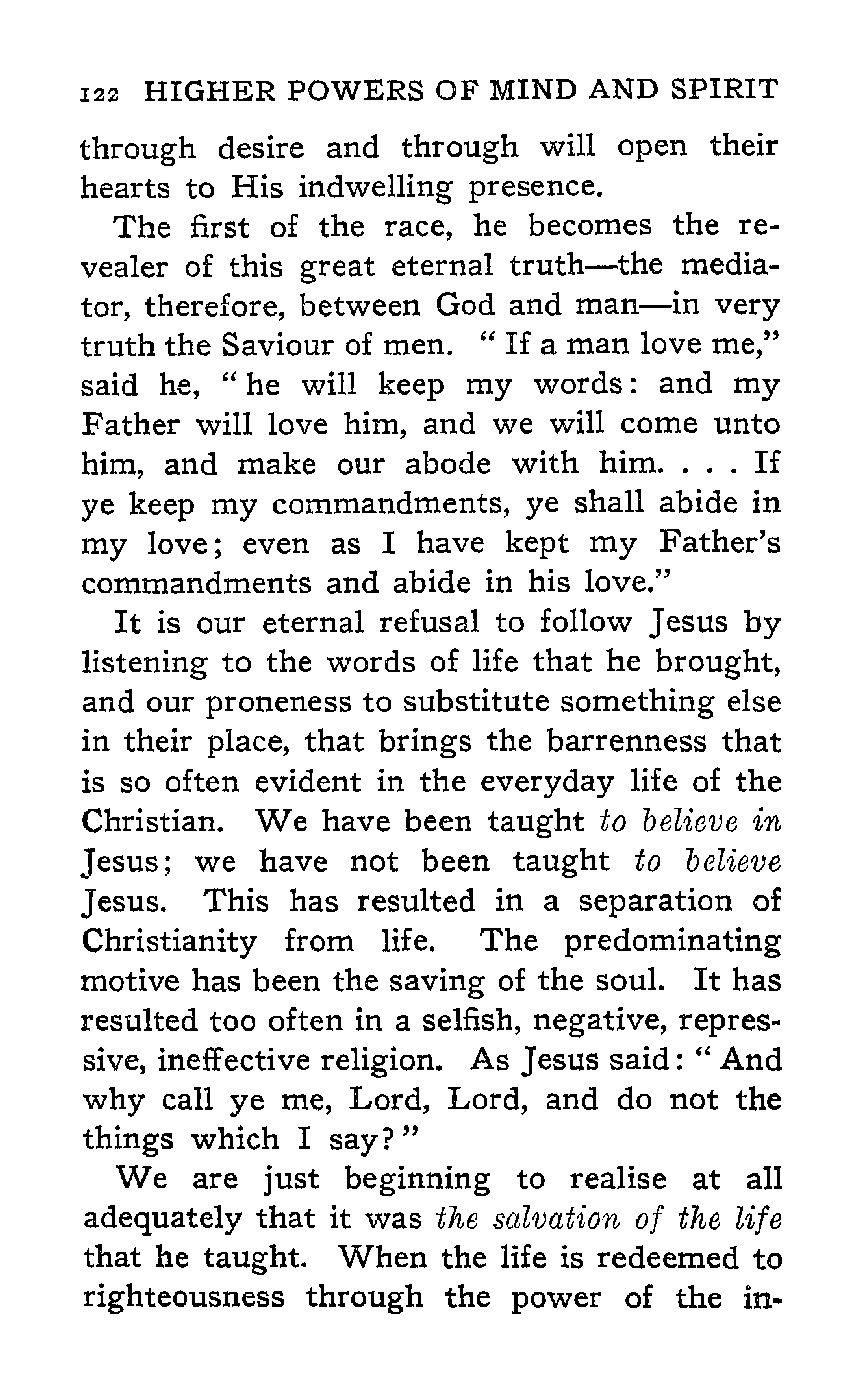 122 HIGHER POWERS OF MIND AND SPIRIT
through desire and through will open their
hearts to His indwelling presence.
The first of the race, he becomes the re-
vealer of this great eternal truth—the media-
tor, therefore, between God and man—in very
truth the Saviour of men. “ If a man love me,”
said he, “ he will keep my words : and my
Father will love him, and we will come unto
him, and make our abode with him. . . . If
ye keep my commandments, ye shall abide in
my love ; even as I have kept my Father’s
commandments and abide in his love.”
It is our eternal refusal to follow Jesus by
listening to the words of life that he brought,
and our proneness to substitute something else
in their place, that brings the barrenness that
is so often evident in the everyday life of the
Christian. We have been taught to believe in
Jesus ; we have not been taught to believe
Jesus. This has resulted in a separation of
Christianity from life. The predominating
motive has been the saving of the soul. It has
resulted too often in a selfish, negative, repres-
sive, ineffective religion. As Jesus said : “ And
why call ye me, Lord, Lord, and do not the
things which I say? ”
We are just beginning to realise at all
adequately that it was the salvation of the life
that he taught. When the life is redeemed to
righteousness through the power of the in-